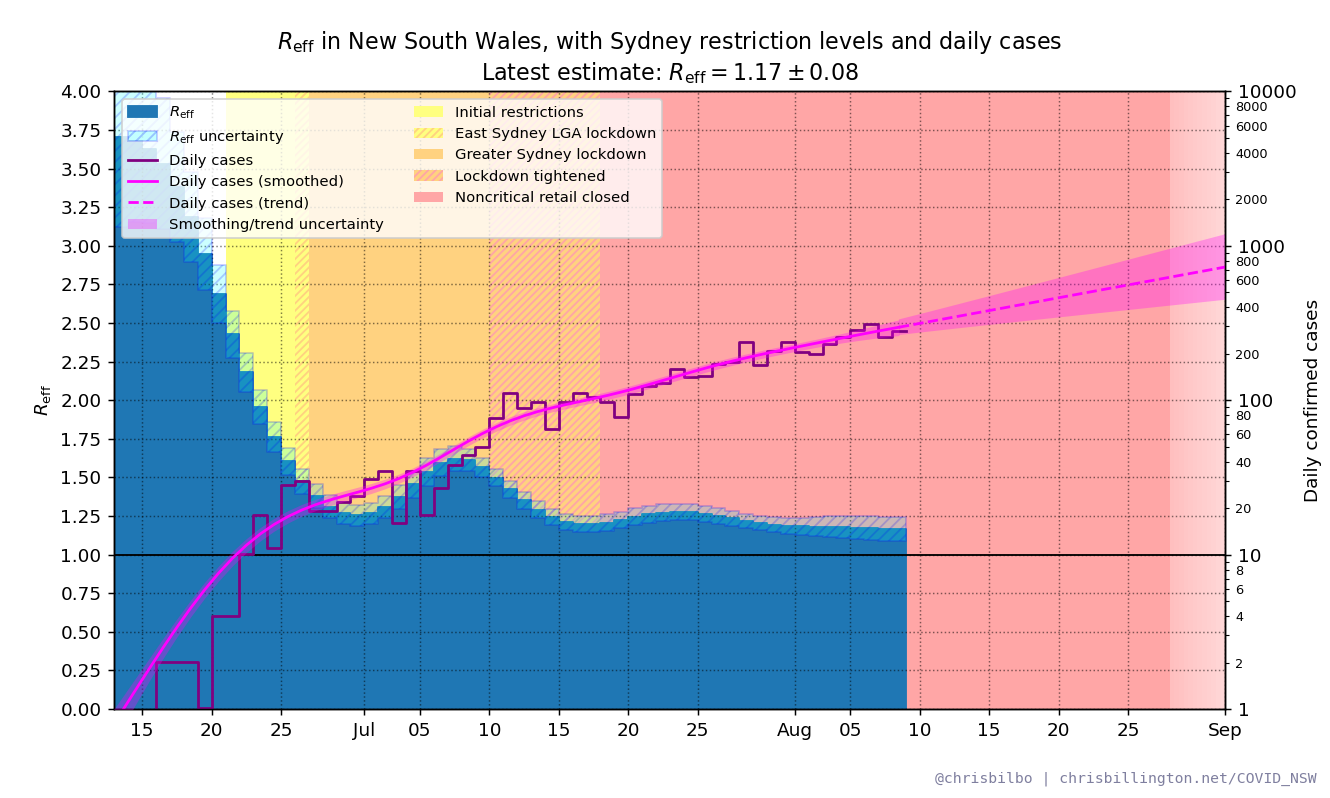 Reff in New South Wales, with Sydney restriction levels and daily cases
Latest estimate: Reff = 1.17 ± 0.08
Reff
Reff uncertainty
Daily cases
Daily cases (smoothed)
Daily cases (trend)
Smoothing/trend uncertainty
Initial restrictions
East Sydney LGA lockdown
Greater Sydney lockdown
Lockdown tightened
Noncritical retail closed
Reff
4.00
3.75
3.50
3.25
3.00
2.75
2.50
2.25
2.00
1.75
1.50
1.25
1.00
0.75
0.50
0.25
0.00
10000
8000
6000
4000
2000
1000
800
600
400
200
100
80
60
40
20
10
8
6
4
2
1
Daily confirmed cases
15 20 25 Jul 05 10 15 20 25 Aug 05 10 15 20 25 Sep
@chrisbilbo | chrisbillington.net/COVID_NSW